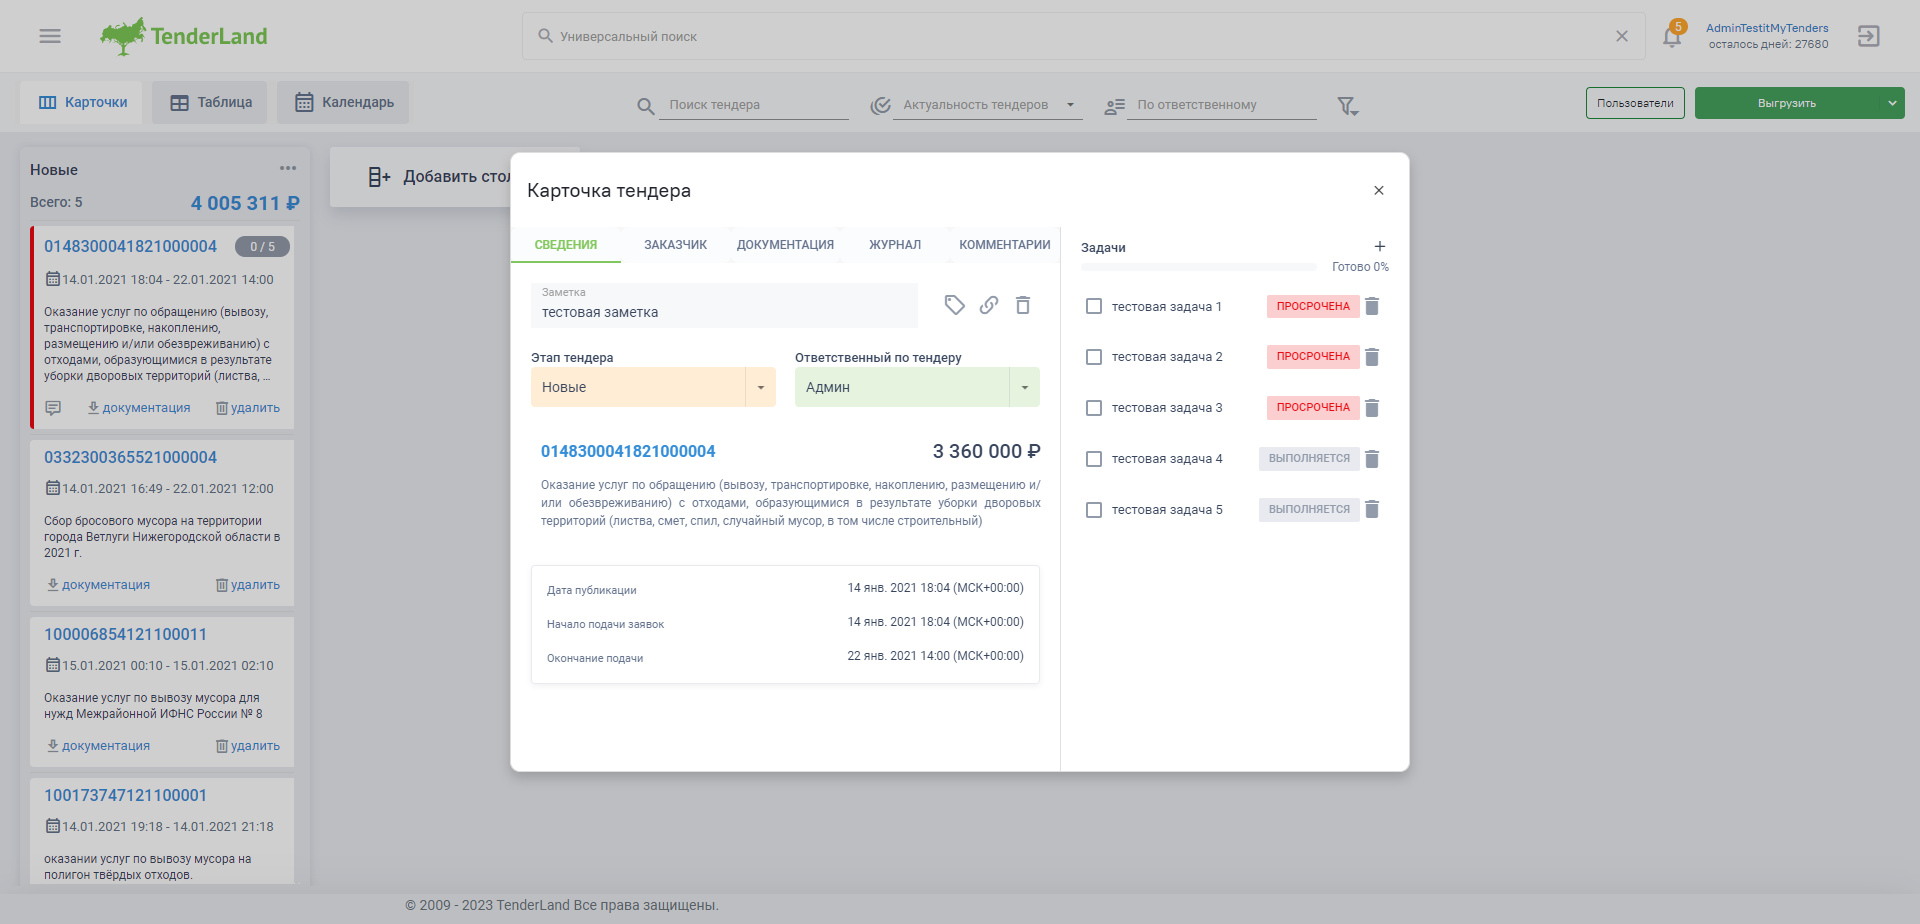 TenderLand
Универсальный поиск
5
AdminTestitMyTenders
осталось дней: 27680
Карточки
Таблица
Календарь
Поиск тендера
Актуальность тендеров
По ответственному
Пользователи
Выгрузить
Новые
Всего: 5
4 005 311 ₽
0148300041821000004
0 / 5
14.01.2021 18:04 - 22.01.2021 14:00
Оказание услуг по обращению (вывозу,
транспортировке, накоплению,
размещению и/или обезвреживанию) с
отходами, образующимися в результате
уборки дворовых территорий (листва, ...
документация
удалить
0332300365521000004
14.01.2021 16:49 - 22.01.2021 12:00
Сбор бросового мусора на территории
города Ветлуги Нижегородской области в
2021 г.
документация
удалить
100006854121100011
15.01.2021 00:10 - 15.01.2021 02:10
Оказание услуг по вывозу мусора для
нужд Межрайонной ИФНС России № 8
документация
удалить
100173747121100001
14.01.2021 19:18 - 14.01.2021 21:18
оказании услуг по вывозу мусора на
полигон твёрдых отходов.
Добавить стол
Карточка тендера
СВЕДЕНИЯ
ЗАКАЗЧИК
ДОКУМЕНТАЦИЯ
ЖУРНАЛ
КОММЕНТАРИИ
Заметка
тестовая заметка
Этап тендера
Новые
Ответственный по тендеру
Админ
0148300041821000004
3 360 000 ₽
Оказание услуг по обращению (вывозу, транспортировке, накоплению, размещению и/
или обезвреживанию) с отходами, образующимися в результате уборки дворовых
территорий (листва, смет, спил, случайный мусор, в том числе строительный)
Дата публикации
14 янв. 2021 18:04 (МСК+00:00)
Начало подачи заявок
14 янв. 2021 18:04 (МСК+00:00)
Окончание подачи
22 янв. 2021 14:00 (МСК+00:00)
Задачи
Готово 0%
тестовая задача 1
ПРОСРОЧЕНА
тестовая задача 2
ПРОСРОЧЕНА
тестовая задача 3
ПРОСРОЧЕНА
тестовая задача 4
ВЫПОЛНЯЕТСЯ
тестовая задача 5
ВЫПОЛНЯЕТСЯ
© 2009 - 2023 TenderLand Все права защищены.